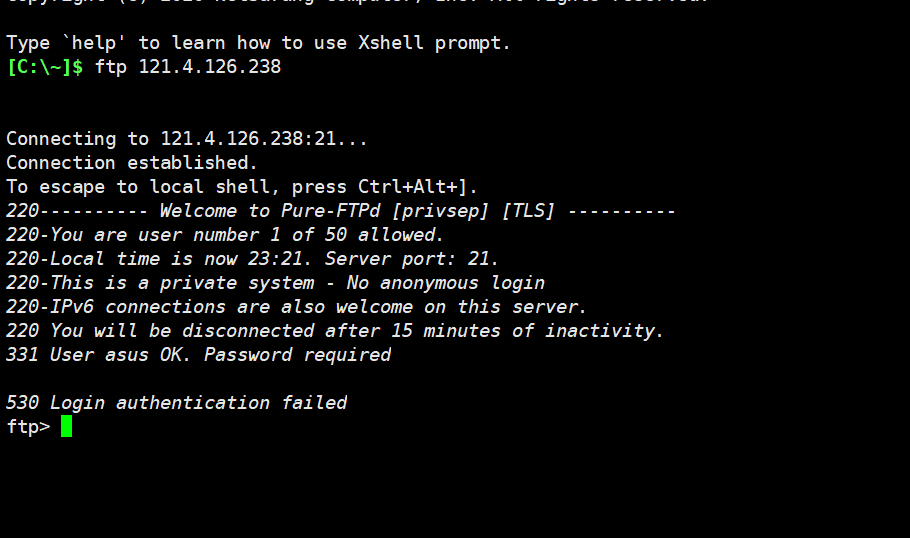 Type `help' to learn how to use Xshell prompt.
[C:\~]$ ftp 121.4.126.238
Connecting to 121.4.126.238:21...
Connection established.
To escape to local shell, press Ctrl+Alt+].
220---------- Welcome to Pure-FTPd [privsep] [TLS] ----------
220-You are user number 1 of 50 allowed.
220-Local time is now 23:21. Server port: 21.
220-This is a private system - No anonymous login
220-IPv6 connections are also welcome on this server.
220 You will be disconnected after 15 minutes of inactivity.
331 User asus OK. Password required
530 Login authentication failed
ftp>